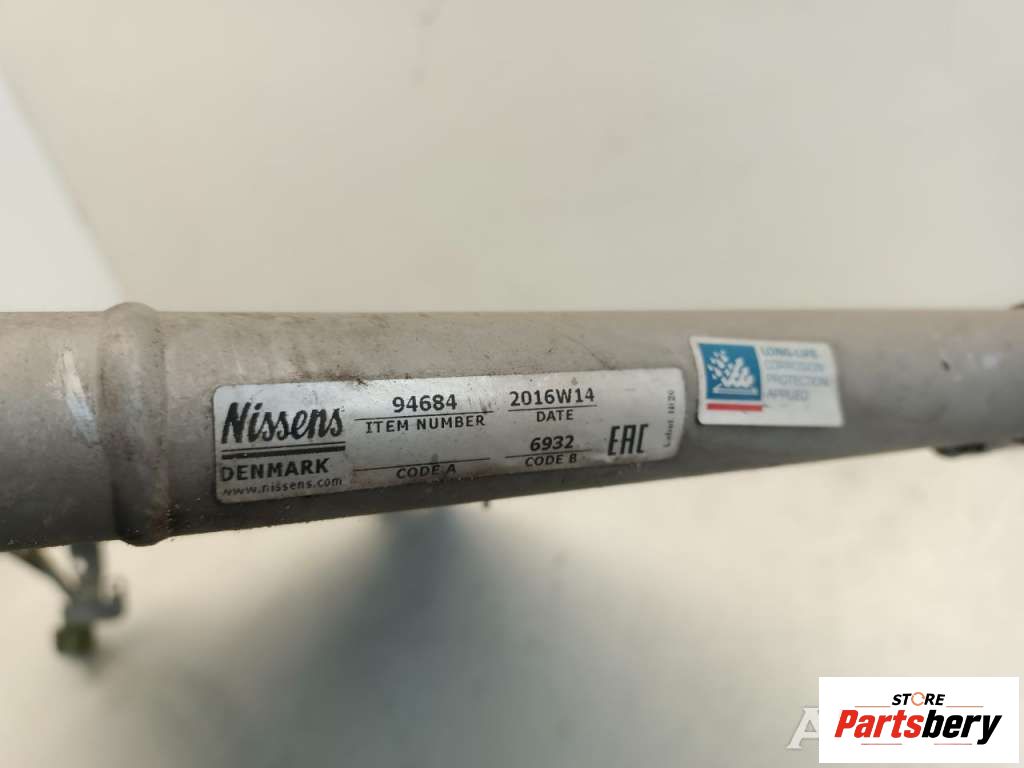 Nissens
DENMARK
www.nissens.com
94684
ITEM NUMBER
2016W14
DATE
CODE A
6932
CODE B
EAC
LONG-LIFE
CORROSION
PROTECTION
APPLIED
STORE
Partsbery